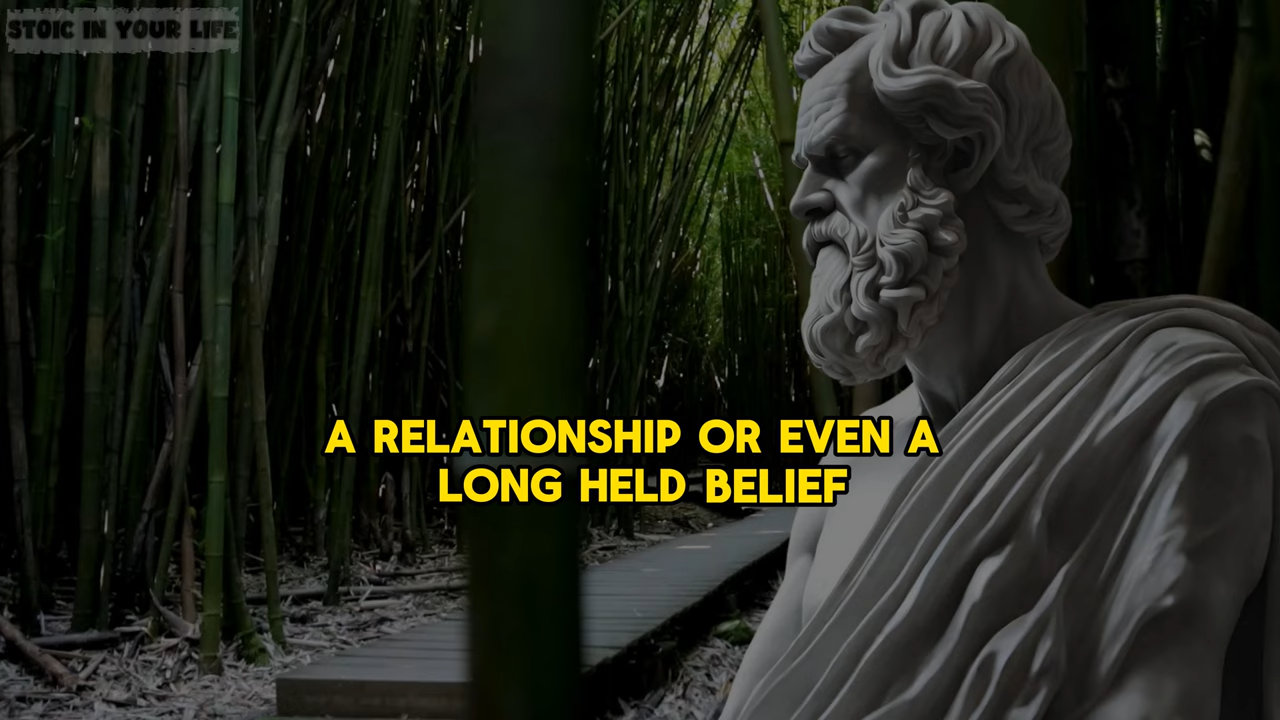 STOIC IN YOUR LIFE
A RELATIONSHIP OR EVEN A
LONG HELD BELIEF